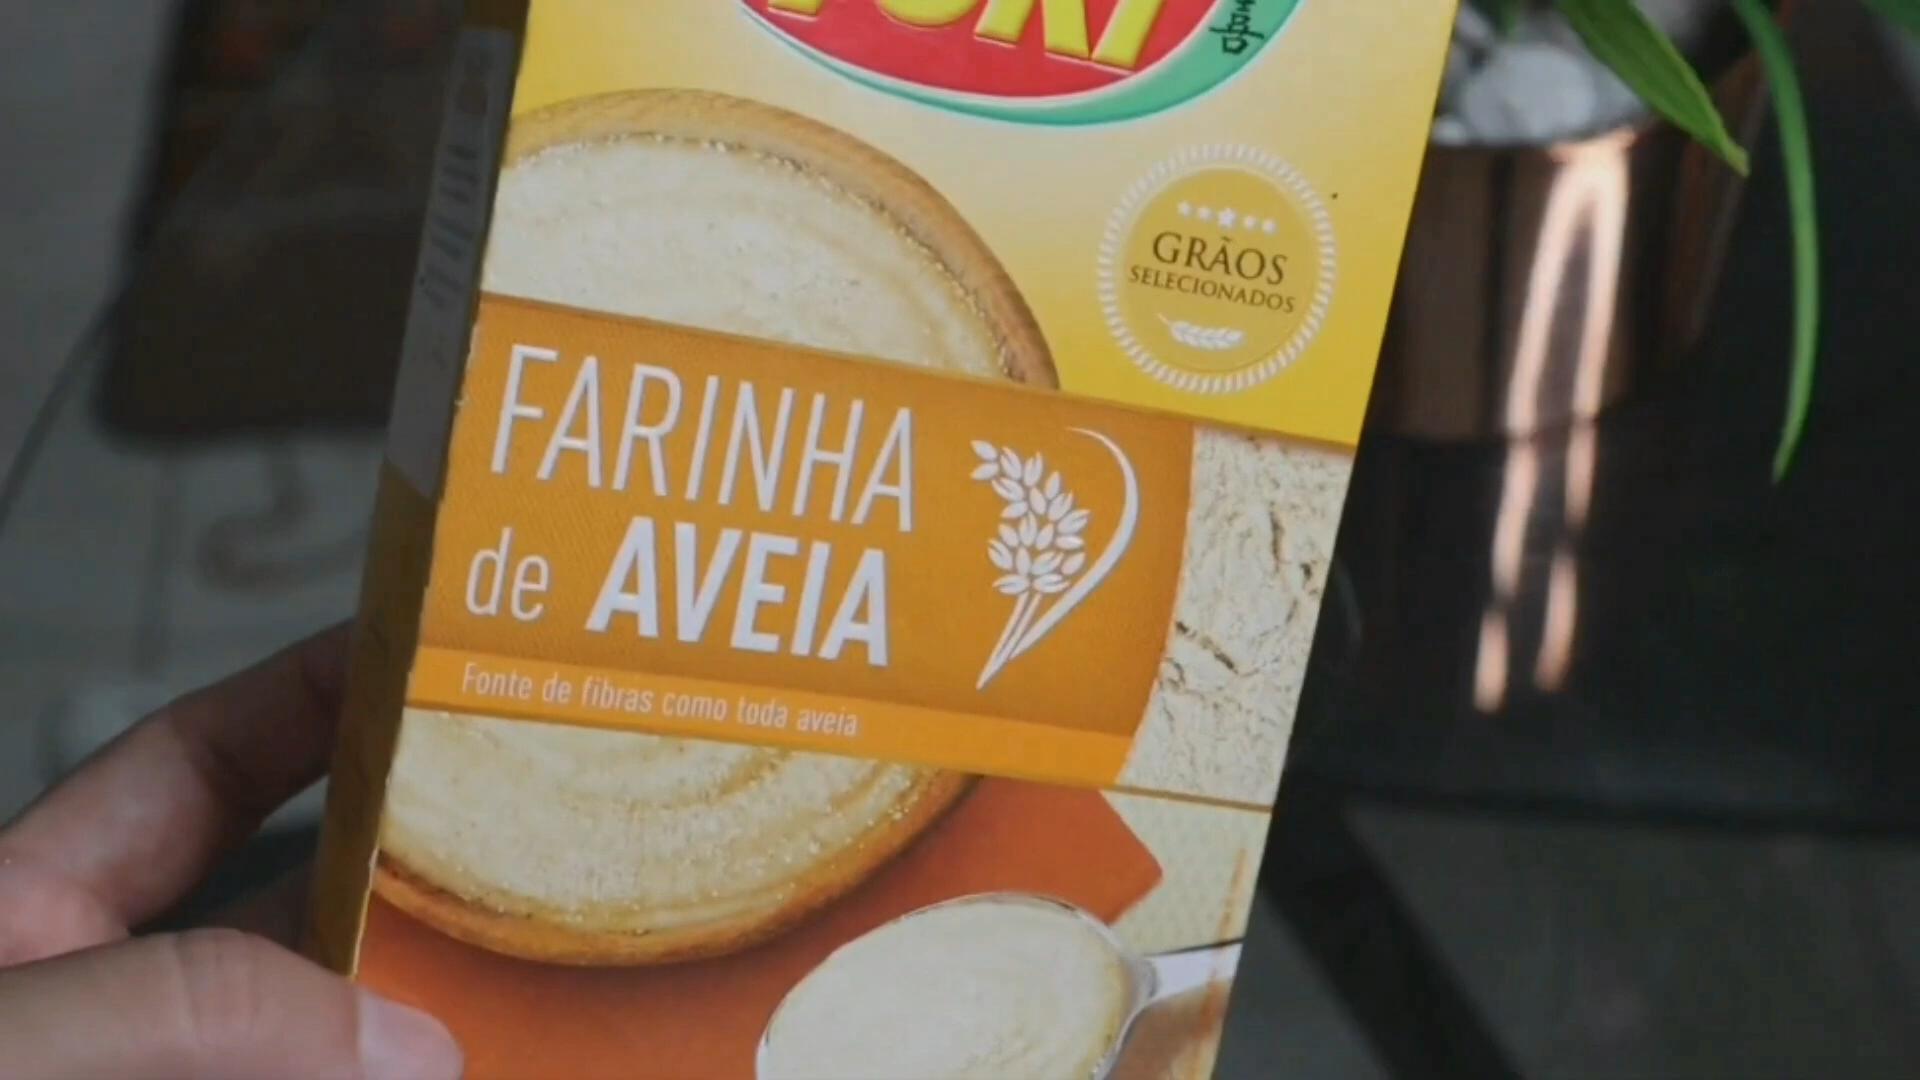 GRÃOS
SELECIONADOS
FARINHA
de AVEIA
Fonte de fibras como toda aveia